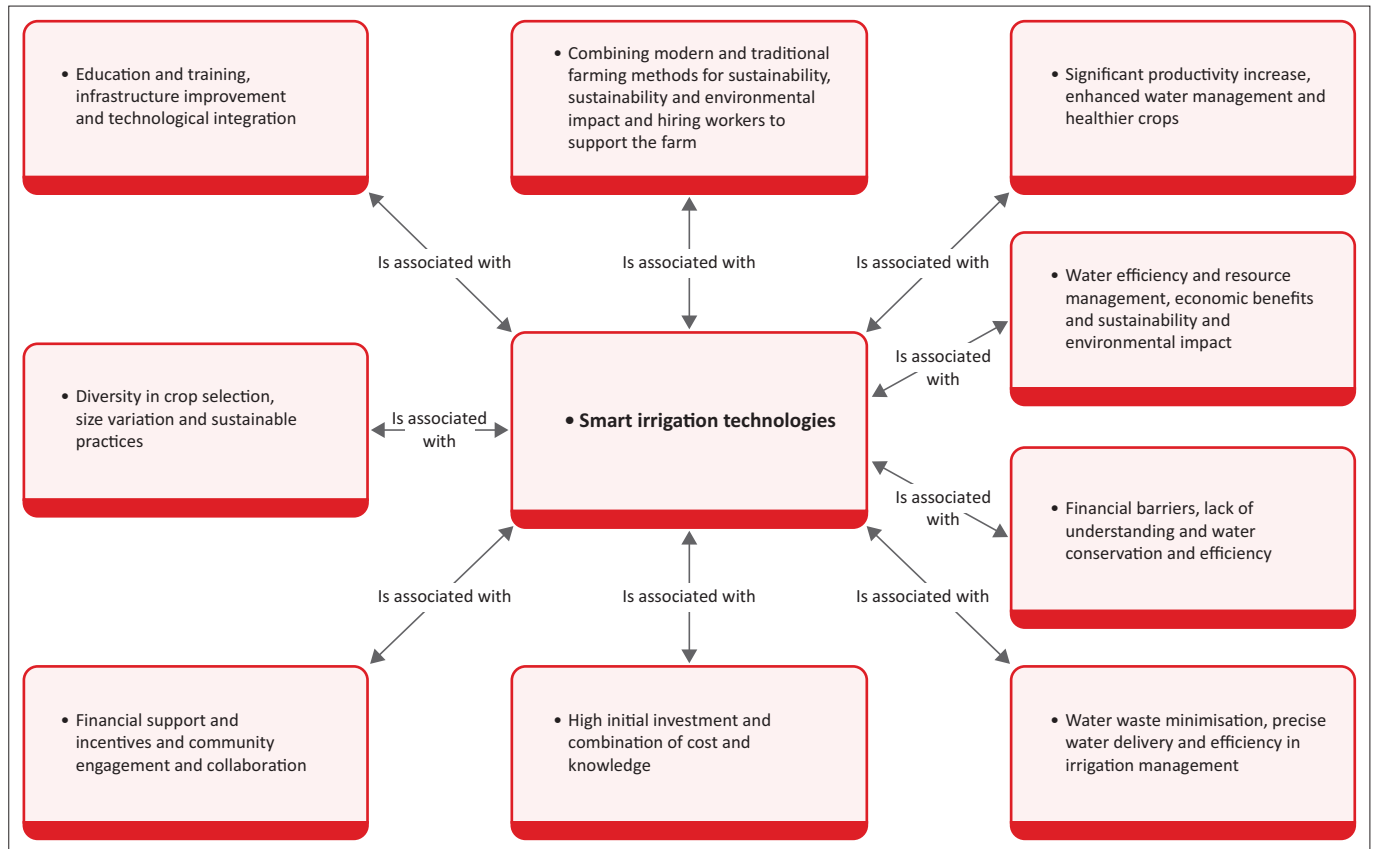 • Education and training,
infrastructure improvement
and technological integration
• Combining modern and traditional
farming methods for sustainability,
sustainability and environmental
impact and hiring workers to
support the farm
• Significant productivity increase,
enhanced water management and
healthier crops
Is associated with
Is associated with
Is associated with
• Water efficiency and resource
management, economic benefits
and sustainability and
environmental impact
Is associated
with
• Diversity in crop selection,
size variation and sustainable
practices
Is associated
with
• Smart irrigation technologies
Is associated
with
• Financial barriers, lack of
understanding and water
conservation and efficiency
Is associated with
Is associated with
Is associated with
• Financial support and
incentives and community
engagement and collaboration
• High initial investment and
combination of cost and
knowledge
• Water waste minimisation, precise
water delivery and efficiency in
irrigation management